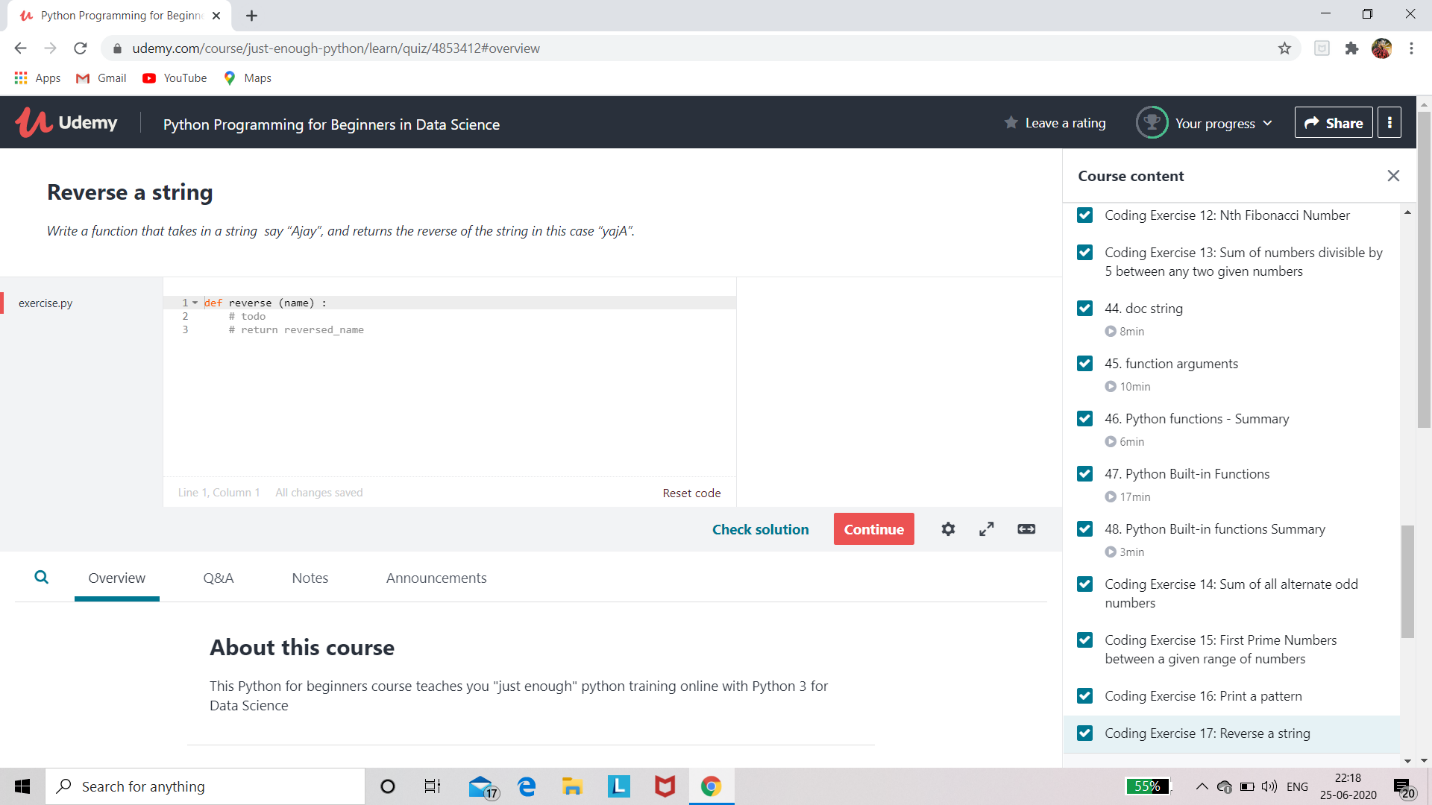 Python Programming for Beginne
udemy.com/course/just-enough-python/learn/quiz/4853412#overview
Apps Gmail YouTube Maps
Udemy Python Programming for Beginners in Data Science Leave a rating Your progress Share
Reverse a string
Write a function that takes in a string say "Ajay", and returns the reverse of the string in this case "yajA".
exercise.py
1 def reverse (name) :
2 # todo
3 # return reversed_name
Line 1, Column 1 All changes saved Reset code
Check solution Continue
Overview Q&A Notes Announcements
About this course
This Python for beginners course teaches you "just enough" python training online with Python 3 for
Data Science
Course content
Coding Exercise 12: Nth Fibonacci Number
Coding Exercise 13: Sum of numbers divisible by
5 between any two given numbers
44. doc string
8min
45. function arguments
10min
46. Python functions - Summary
6min
47. Python Built-in Functions
17min
48. Python Built-in functions Summary
3min
Coding Exercise 14: Sum of all alternate odd
numbers
Coding Exercise 15: First Prime Numbers
between a given range of numbers
Coding Exercise 16: Print a pattern
Coding Exercise 17: Reverse a string
Search for anything 17 L 55% ENG 22:18
25-06-2020 20